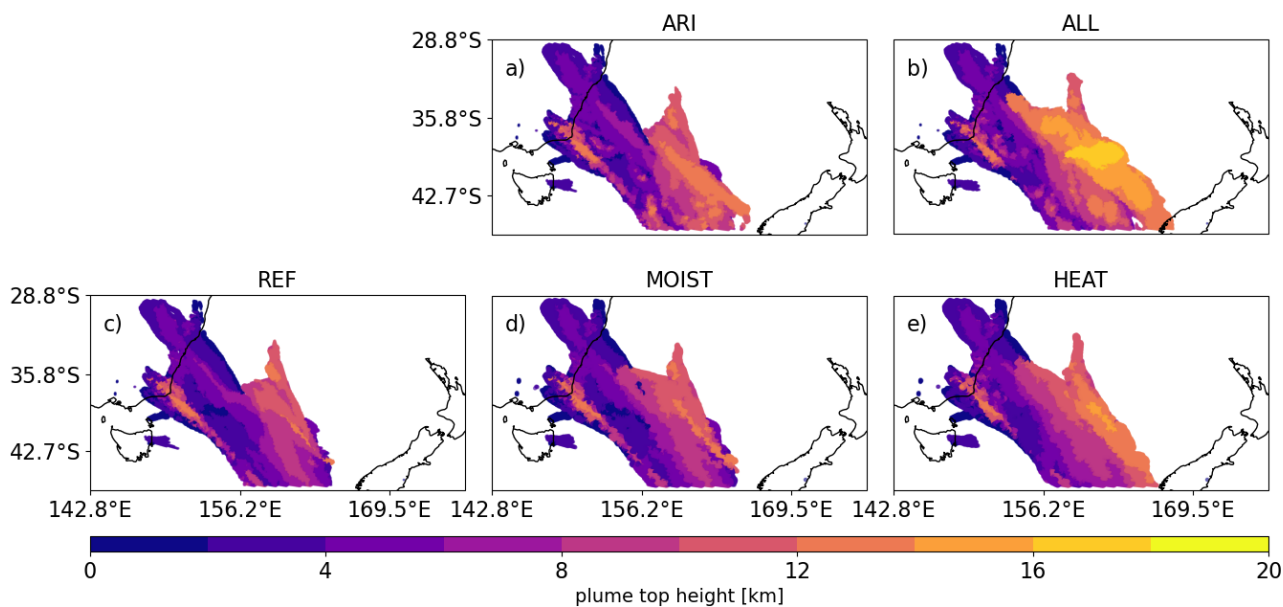 ARI
ALL
28.8°S
35.8°S
42.7°S
a)
b)
REF
MOIST
HEAT
28.8°S
35.8°S
42.7°S
c)
d)
e)
142.8°E 156.2°E 169.5°E 142.8°E 156.2°E 169.5°E 142.8°E 156.2°E 169.5°E
0 4 8 12 16 20
plume top height [km]